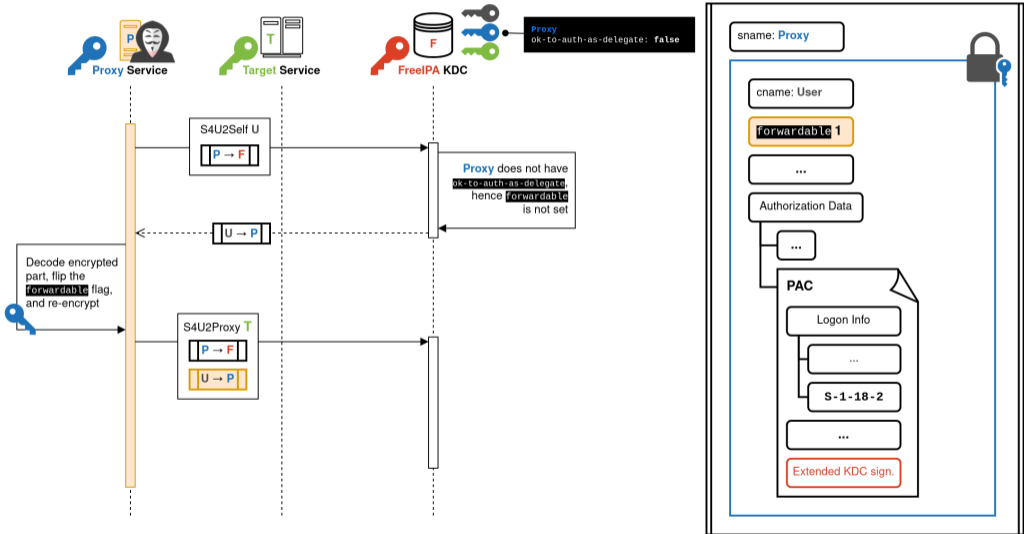 P
Proxy Service
T
Target Service
F
FreeIPA KDC
Proxy
ok-to-auth-as-delegate: false
S4U2Self U
P → F
Proxy does not have
ok-to-auth-as-delegate,
hence forwardable
is not set
U → P
Decode encrypted
part, flip the
forwardable flag,
and re-encrypt
S4U2Proxy T
P → F
U → P
sname: Proxy
cname: User
forwardable 1
...
Authorization Data
...
PAC
Logon Info
...
S-1-18-2
...
Extended KDC sign.